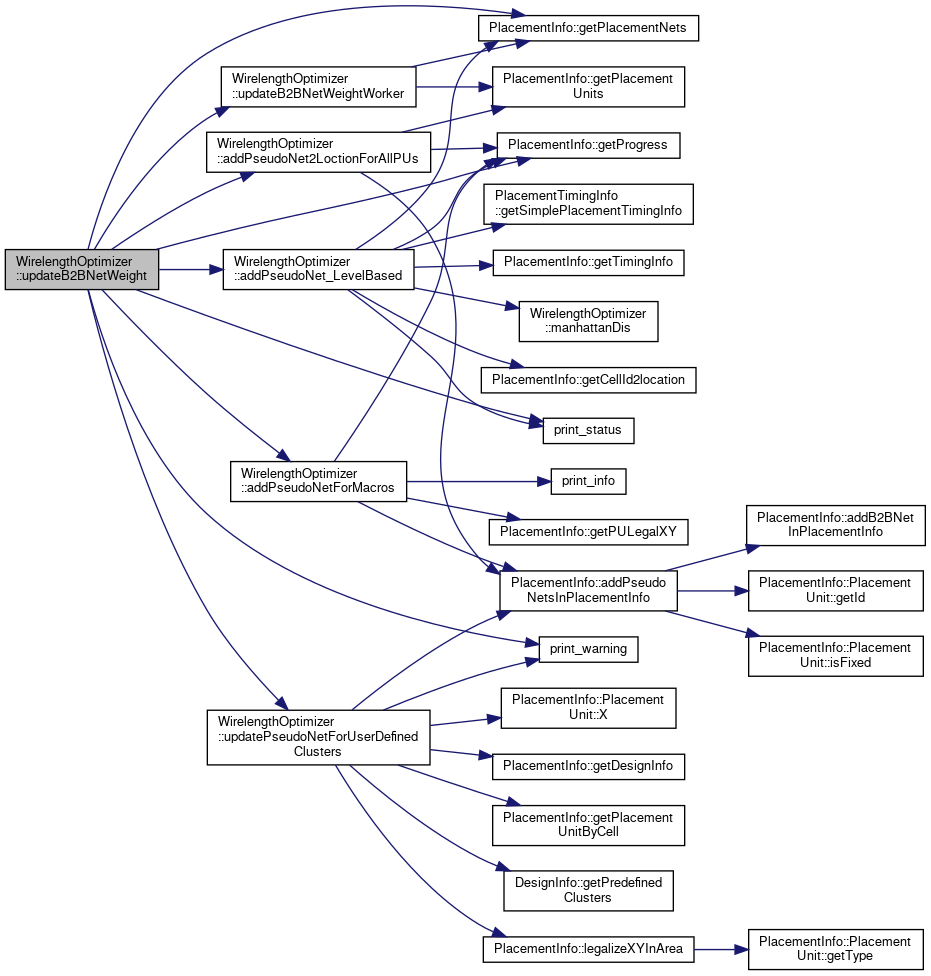 WirelengthOptimizer
::updateB2BNetWeight
WirelengthOptimizer
::updateB2BNetWeightWorker
WirelengthOptimizer
::addPseudoNet2LoctionForAllPUs
WirelengthOptimizer
::addPseudoNet_LevelBased
WirelengthOptimizer
::addPseudoNetForMacros
WirelengthOptimizer
::updatePseudoNetForUserDefined
Clusters
PlacementInfo::getPlacementNets
PlacementInfo::getPlacement
Units
PlacementInfo::getProgress
PlacementTimingInfo
::getSimplePlacementTimingInfo
PlacementInfo::getTimingInfo
WirelengthOptimizer
::manhattanDis
PlacementInfo::getCellId2location
print_status
print_info
PlacementInfo::getPULegalXY
PlacementInfo::addPseudo
NetsInPlacementInfo
print_warning
PlacementInfo::Placement
Unit::X
PlacementInfo::getDesignInfo
PlacementInfo::getPlacement
UnitByCell
DesignInfo::getPredefined
Clusters
PlacementInfo::legalizeXYInArea
PlacementInfo::addB2BNet
InPlacementInfo
PlacementInfo::Placement
Unit::getId
PlacementInfo::Placement
Unit::isFixed
PlacementInfo::Placement
Unit::getType